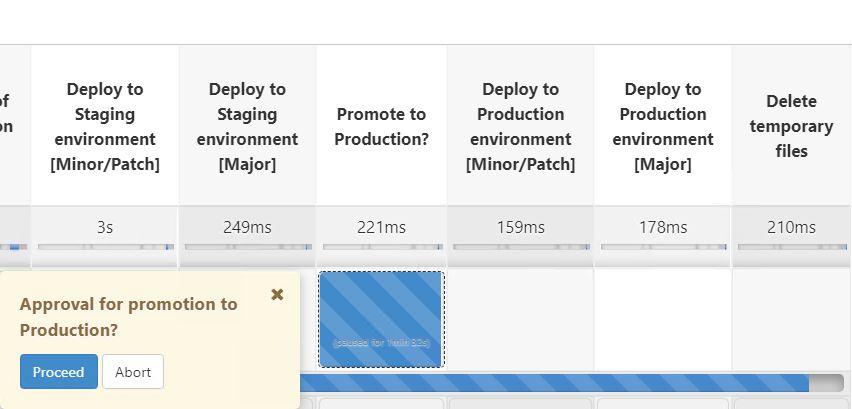 of
on
Deploy to
Staging
environment
[Minor/Patch]
Deploy to
Staging
environment
[Major]
Promote to
Production?
Deploy to
Production
environment
[Minor/Patch]
Deploy to
Production
environment
[Major]
Delete
temporary
files
3s
249ms
221ms
159ms
178ms
210ms
Approval for promotion to
Production?
Proceed
Abort
(paused for 1min 32s)